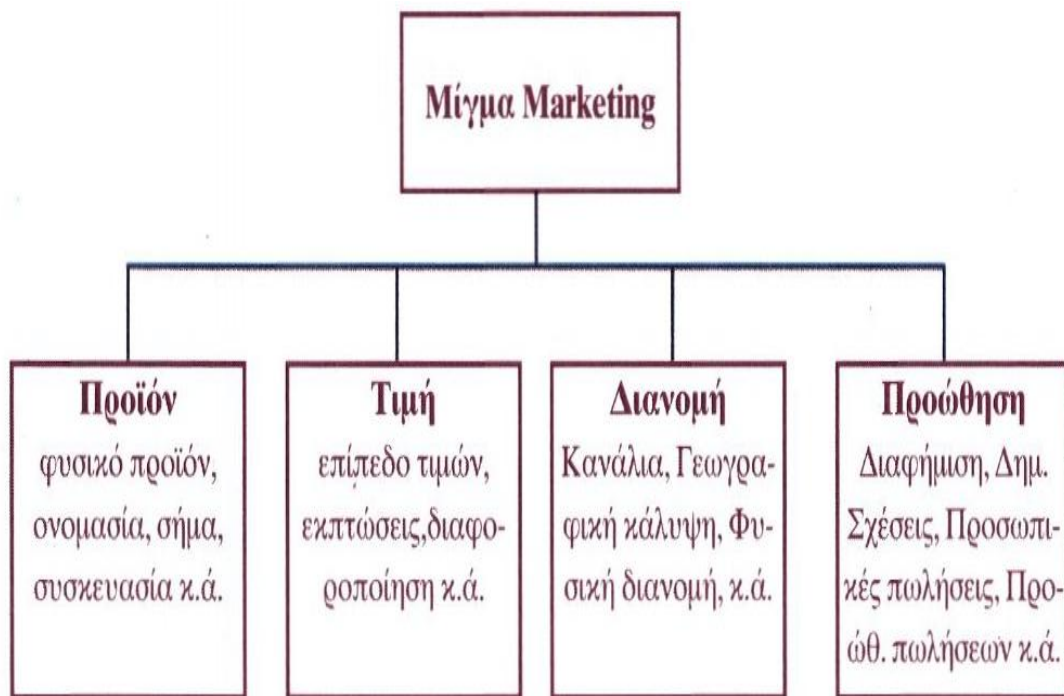 Μίγμα Marketing
Προϊόν
φυσικό προϊόν,
ονομασία, σήμα,
συσκευασία κ.ά.
Τιμή
επίπεδο τιμών,
εκπτώσεις,διαφο-
ροποίηση κ.ά.
Διανομή
Κανάλια, Γεωγρα-
φική κάλυψη, Φυ-
σική διανομή, κ.ά.
Προώθηση
Διαφήμιση, Δημ.
Σχέσεις, Προσωπι-
κές πωλήσεις, Προ-
ώθ. πωλήσεων κ.ά.